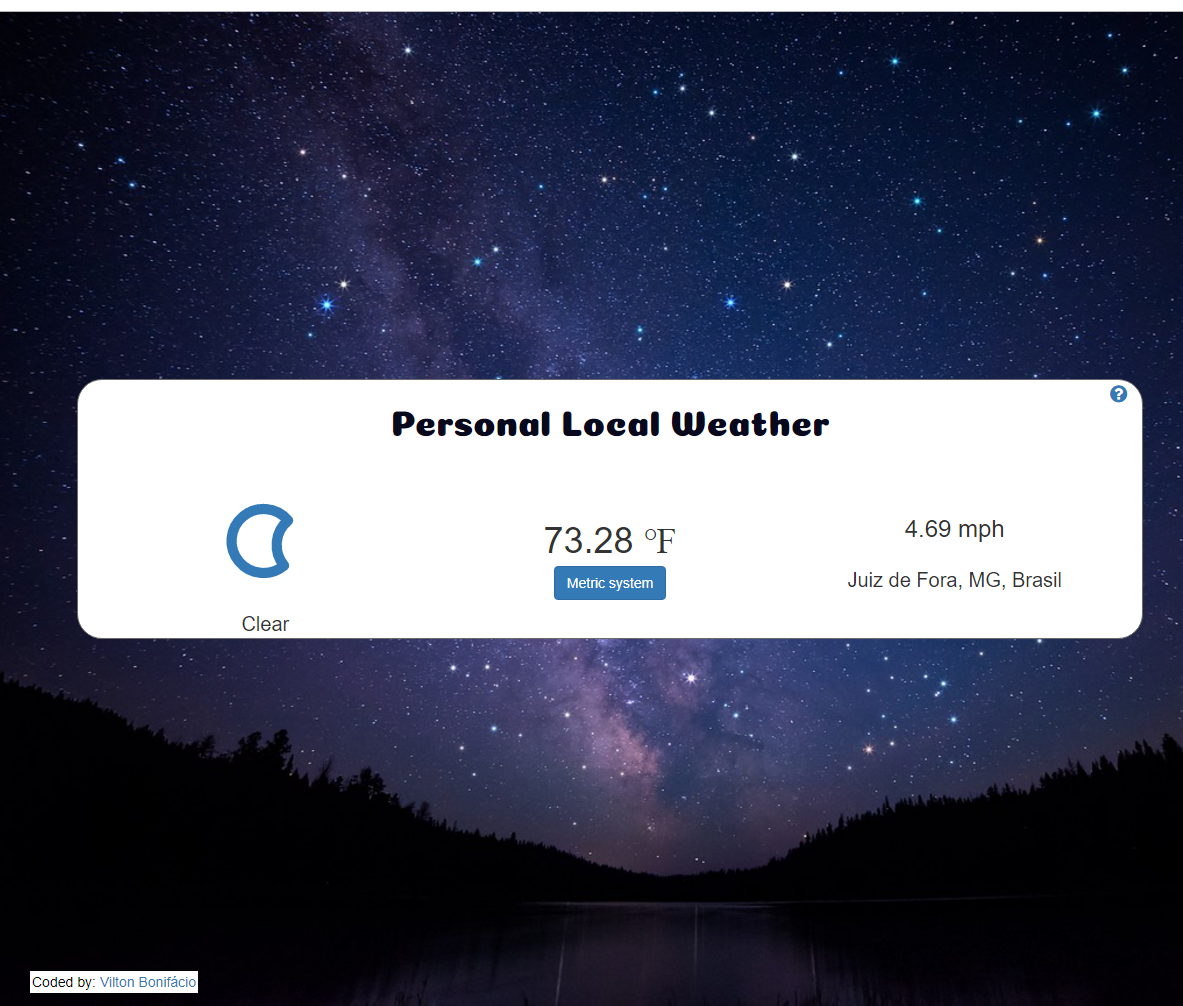 Personal Local Weather
Clear
73.28 °F
Metric system
4.69 mph
Juiz de Fora, MG, Brasil
Coded by: Vilton Bonifácio